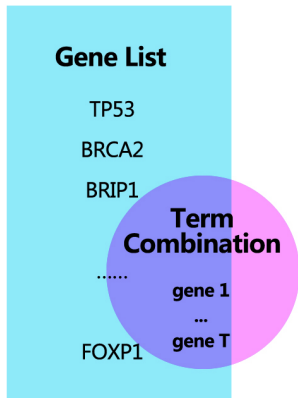 Gene List
TP53
BRCA2
BRIP1
Term
Combination
......
gene 1
...
gene T
FOXP1